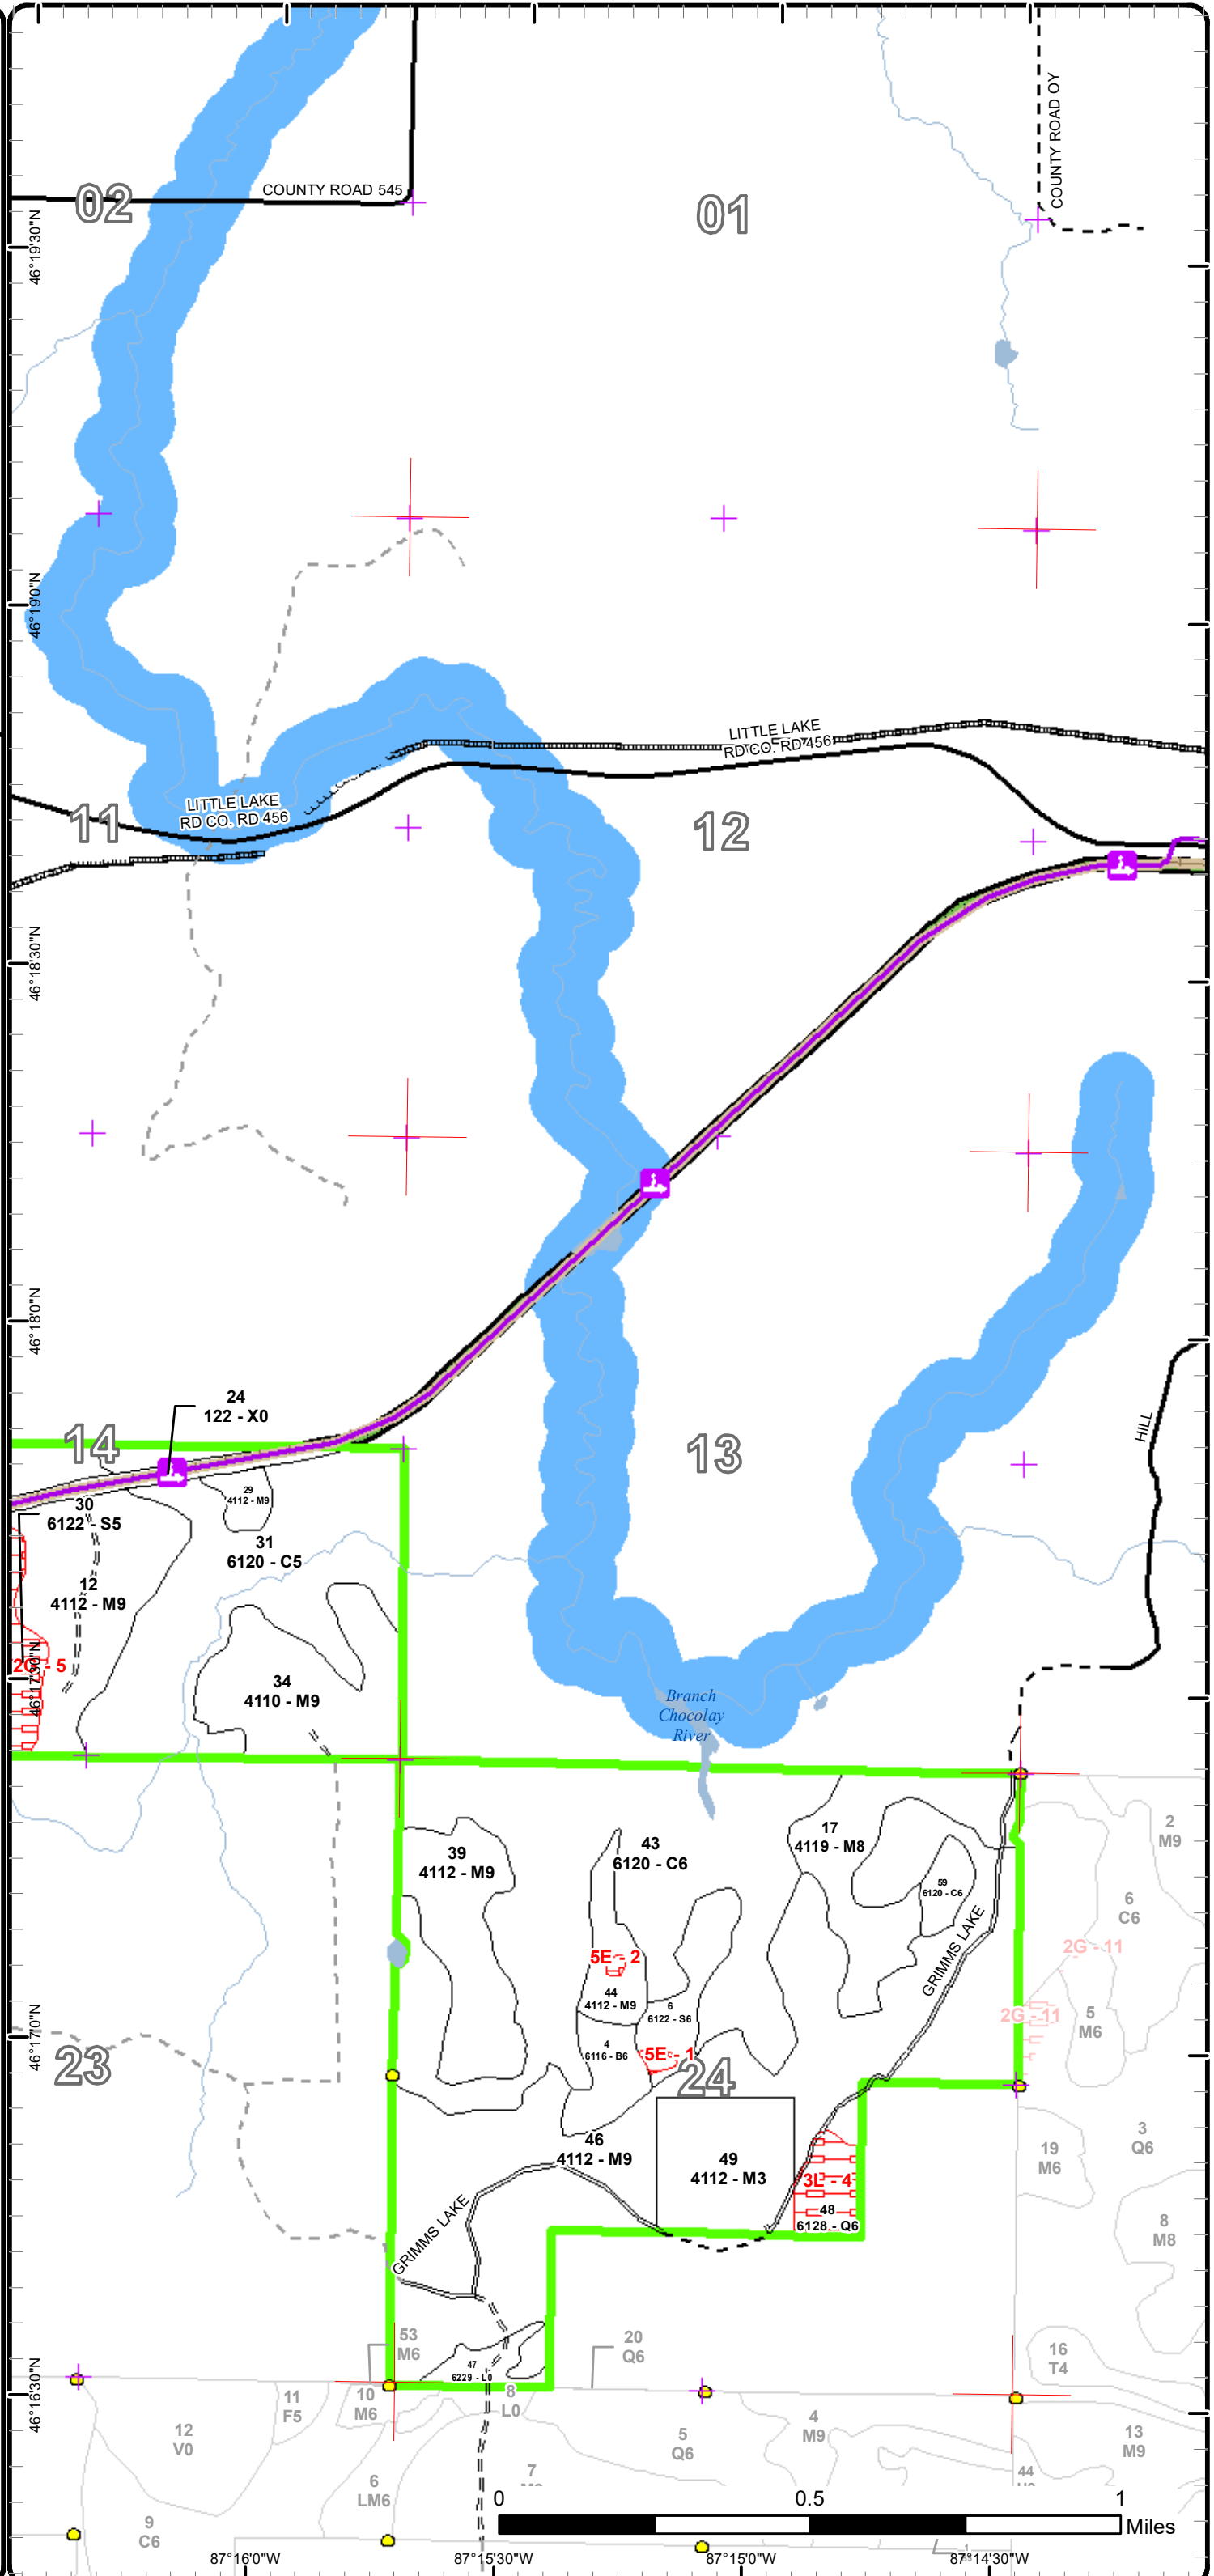 COUNTY ROAD OY
COUNTY ROAD 545
02
01
46°19'30"N
46°19'0"N
LITTLE LAKE
RD CO. RD 456
LITTLE LAKE
RD CO. RD 456
11
12
46°18'30"N
46°18'0"N
24
122 - X0
14
13
HILL
29
4112 - M9
30
6122 - S5
31
6120 - C5
12
4112 - M9
46°17'30"N
34
4110 - M9
Branch
Chocolay
River
2
M9
17
4119 - M8
43
6120 - C6
39
4112 - M9
59
6120 - C6
6
C6
GRIMMS LAKE
2G - 11
5E - 2
44
4112 - M9
6
6122 - S6
2G - 11
5
M6
46°17'0"N
4
6116 - B6
5E - 1
23
24
3
Q6
19
M6
46
4112 - M9
49
4112 - M3
3L - 4
48
6128 - Q6
8
M8
GRIMMS LAKE
53
M6
20
Q6
16
T4
47
6229 - L0
46°16'30"N
8
L0
11
F5
10
M6
12
V0
4
M9
5
Q6
13
M9
6
LM6
7
44
9
C6
0 0.5 1
Miles
87°16'0"W 87°15'30"W 87°15'0"W 87°14'30"W